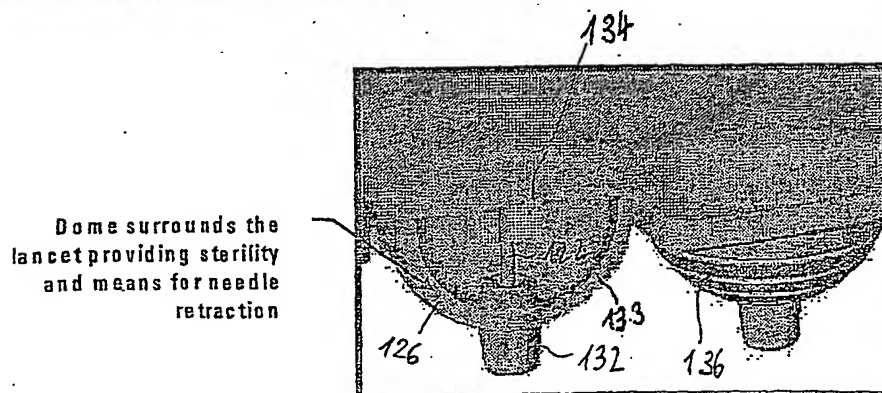 134
Dome surrounds the
lancet providing sterility
and means for needle
retraction
126
132
133
136